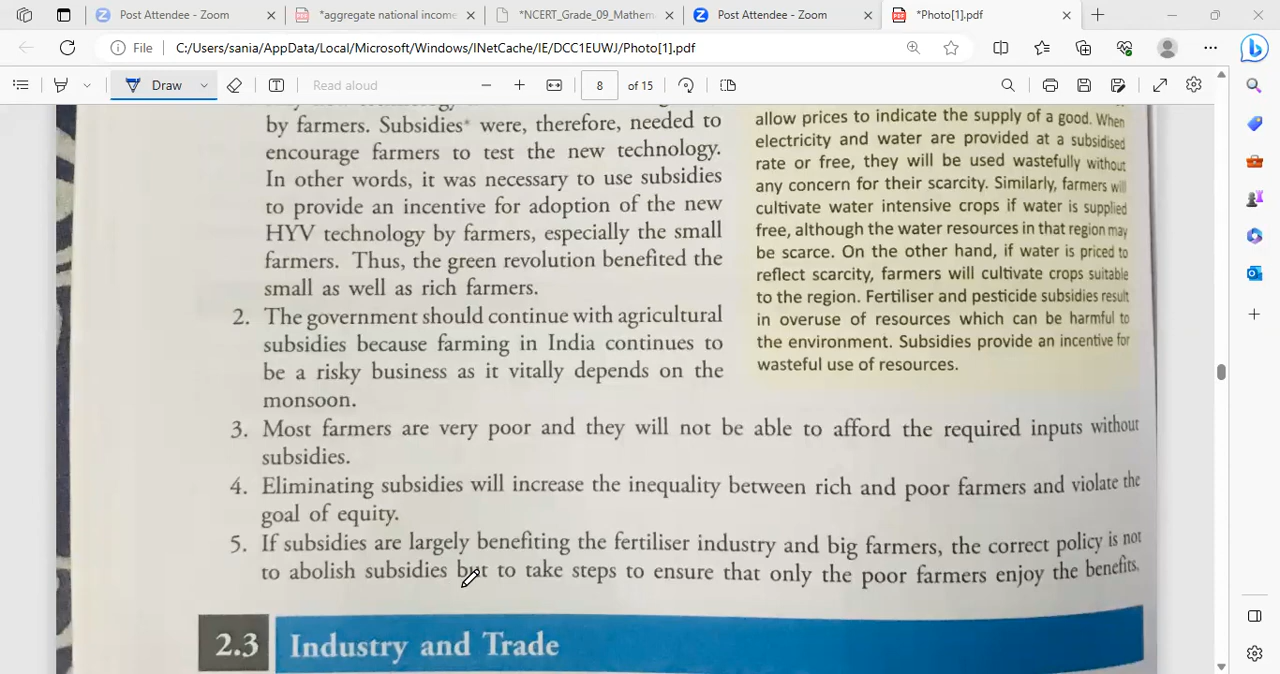 Post Attendee - Zoom
*aggregate national income
*NCERT_Grade_09_Mathem
Post Attendee - Zoom
*Photo[1].pdf
File
C:/Users/sania/AppData/Local/Microsoft/Windows/INetCache/IE/DCC1EUWJ/Photo[1].pdf
Draw
Read aloud
8
of 15
by farmers. Subsidies* were, therefore, needed to
encourage farmers to test the new technology.
In other words, it was necessary to use subsidies
to provide an incentive for adoption of the new
HYV technology by farmers, especially the small
farmers. Thus, the green revolution benefited the
small as well as rich farmers.
2. The government should continue with agricultural
subsidies because farming in India continues to
be a risky business as it vitally depends on the
monsoon.
allow prices to indicate the supply of a good. When
electricity and water are provided at a subsidised
rate or free, they will be used wastefully without
any concern for their scarcity. Similarly, farmers will
cultivate water intensive crops if water is supplied
free, although the water resources in that region may
be scarce. On the other hand, if water is priced to
reflect scarcity, farmers will cultivate crops suitable
to the region. Fertiliser and pesticide subsidies result
in overuse of resources which can be harmful to
the environment. Subsidies provide an incentive for
wasteful use of resources.
3. Most farmers are very poor and they will not be able to afford the required inputs without
subsidies.
4. Eliminating subsidies will increase the inequality between rich and poor farmers and violate the
goal of equity.
5. If subsidies are largely benefiting the fertiliser industry and big farmers, the correct policy is not
to abolish subsidies but to take steps to ensure that only the poor farmers enjoy the benefits.
2.3 Industry and Trade